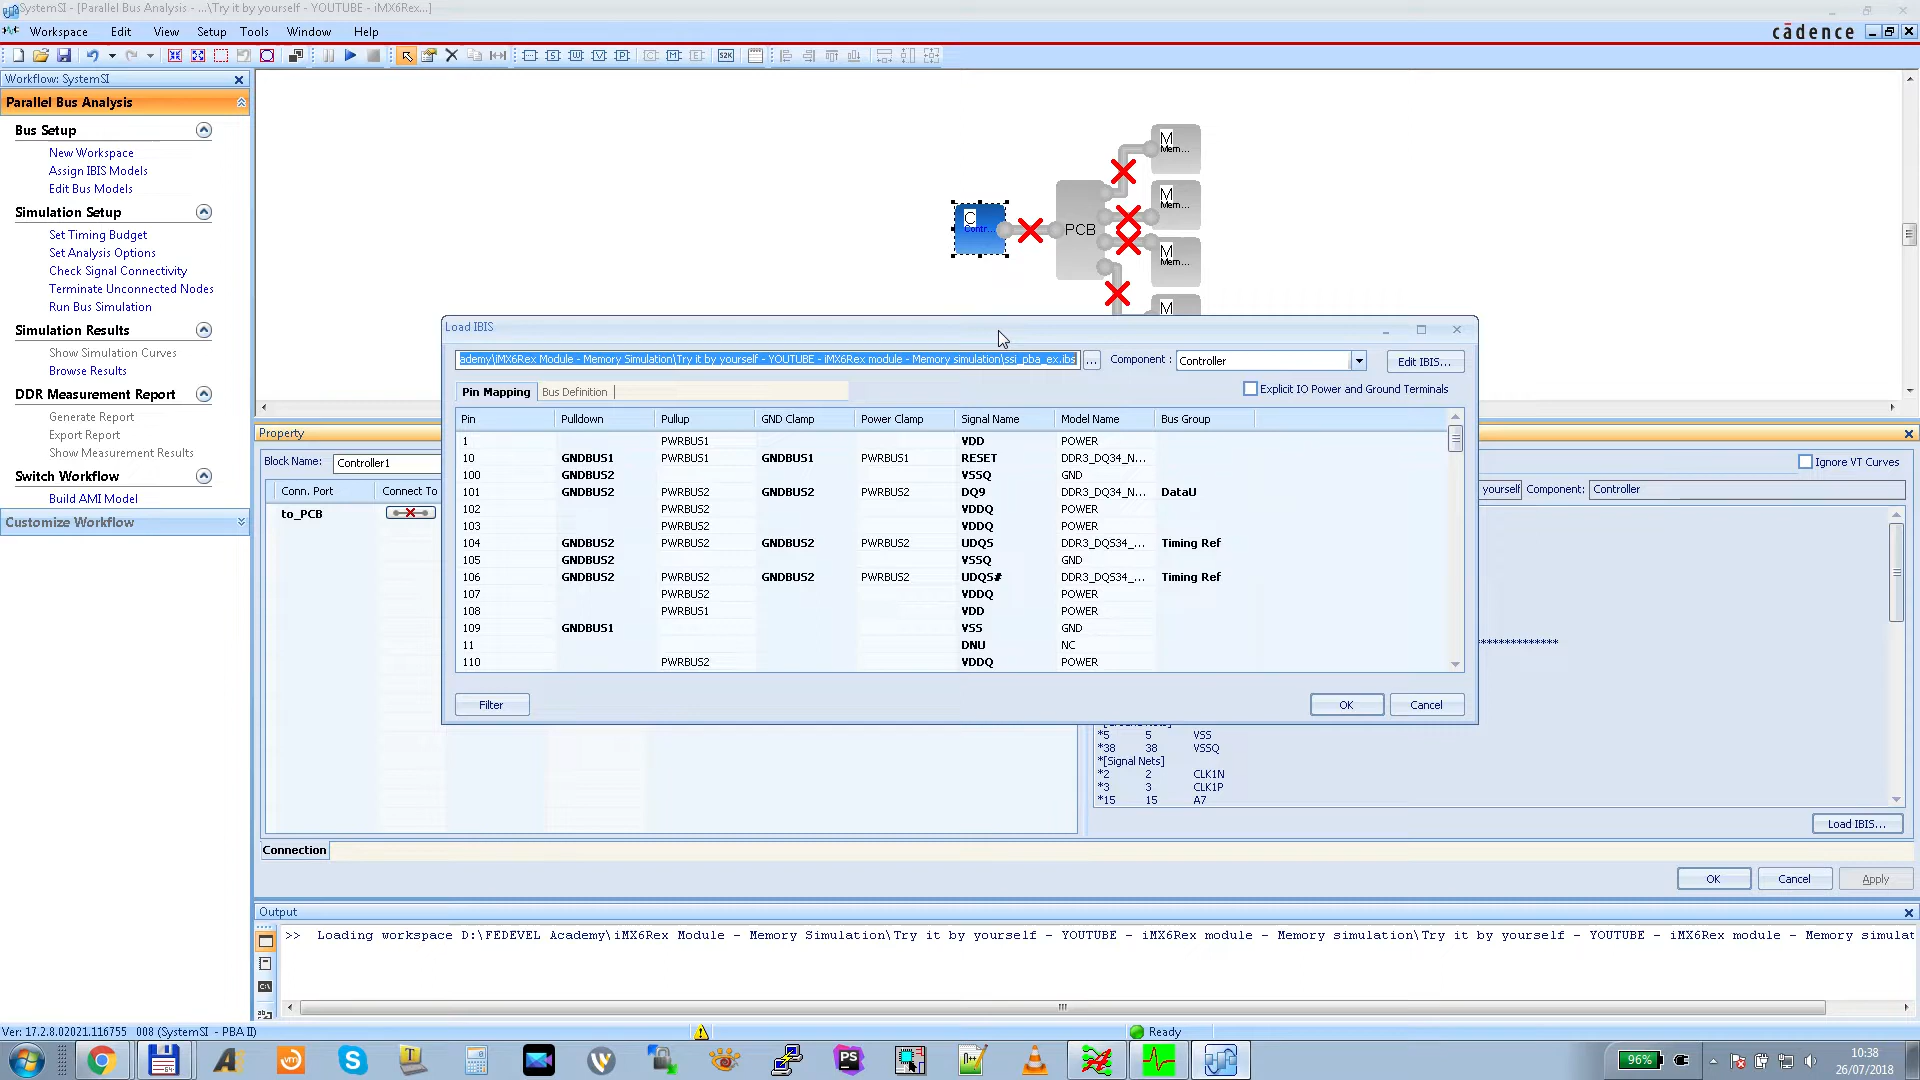 SystemSI - [Parallel Bus Analysis - ...\Try it by yourself - YOUTUBE - iMX6Rex...]
Workspace Edit View Setup Tools Window Help
cādence
Workflow: SystemSI
Parallel Bus Analysis
Bus Setup
New Workspace
Assign IBIS Models
Edit Bus Models
Simulation Setup
Set Timing Budget
Set Analysis Options
Check Signal Connectivity
Terminate Unconnected Nodes
Run Bus Simulation
Simulation Results
Show Simulation Curves
Browse Results
DDR Measurement Report
Generate Report
Export Report
Show Measurement Results
Switch Workflow
Build AMI Model
Customize Workflow
C
Contr...
PCB
M
Mem...
M
Mem...
M
Mem...
M
Load IBIS
ademy\iMX6Rex Module - Memory Simulation\Try it by yourself - YOUTUBE - iMX6Rex module - Memory simulation\ssi_pba_ex.ibs
...
Component : Controller
Edit IBIS...
Pin Mapping Bus Definition
Explicit IO Power and Ground Terminals
Pin Pulldown Pullup GND Clamp Power Clamp Signal Name Model Name Bus Group
1 PWRBUS1 VDD POWER
10 GNDBUS1 PWRBUS1 GNDBUS1 PWRBUS1 RESET DDR3_DQ34_N...
100 GNDBUS2 VSSQ GND
101 GNDBUS2 PWRBUS2 GNDBUS2 PWRBUS2 DQ9 DDR3_DQ34_N... DataU
102 PWRBUS2 VDDQ POWER
103 PWRBUS2 VDDQ POWER
104 GNDBUS2 PWRBUS2 GNDBUS2 PWRBUS2 UDQS DDR3_DQS34_... Timing Ref
105 GNDBUS2 VSSQ GND
106 GNDBUS2 PWRBUS2 GNDBUS2 PWRBUS2 UDQS# DDR3_DQS34_... Timing Ref
107 PWRBUS2 VDDQ POWER
108 PWRBUS1 VDD POWER
109 GNDBUS1 VSS GND
11 DNU NC
110 PWRBUS2 VDDQ POWER
Filter
OK
Cancel
Property
Block Name: Controller1
Conn. Port Connect To
to_PCB
Ignore VT Curves
yourself Component: Controller
**************
*5 5 VSS
*38 38 VSSQ
*[Signal Nets]
*2 2 CLK1N
*3 3 CLK1P
*15 15 A7
Load IBIS...
Connection
OK
Cancel
Apply
Output
>> Loading workspace D:\FEDEVEL Academy\iMX6Rex Module - Memory Simulation\Try it by yourself - YOUTUBE - iMX6Rex module - Memory simulation\Try it by yourself - YOUTUBE - iMX6Rex module - Memory simulat
Ver: 17.2.8.02021.116755 008 (SystemSI - PBA II)
Ready
96%
10:38
26/07/2018